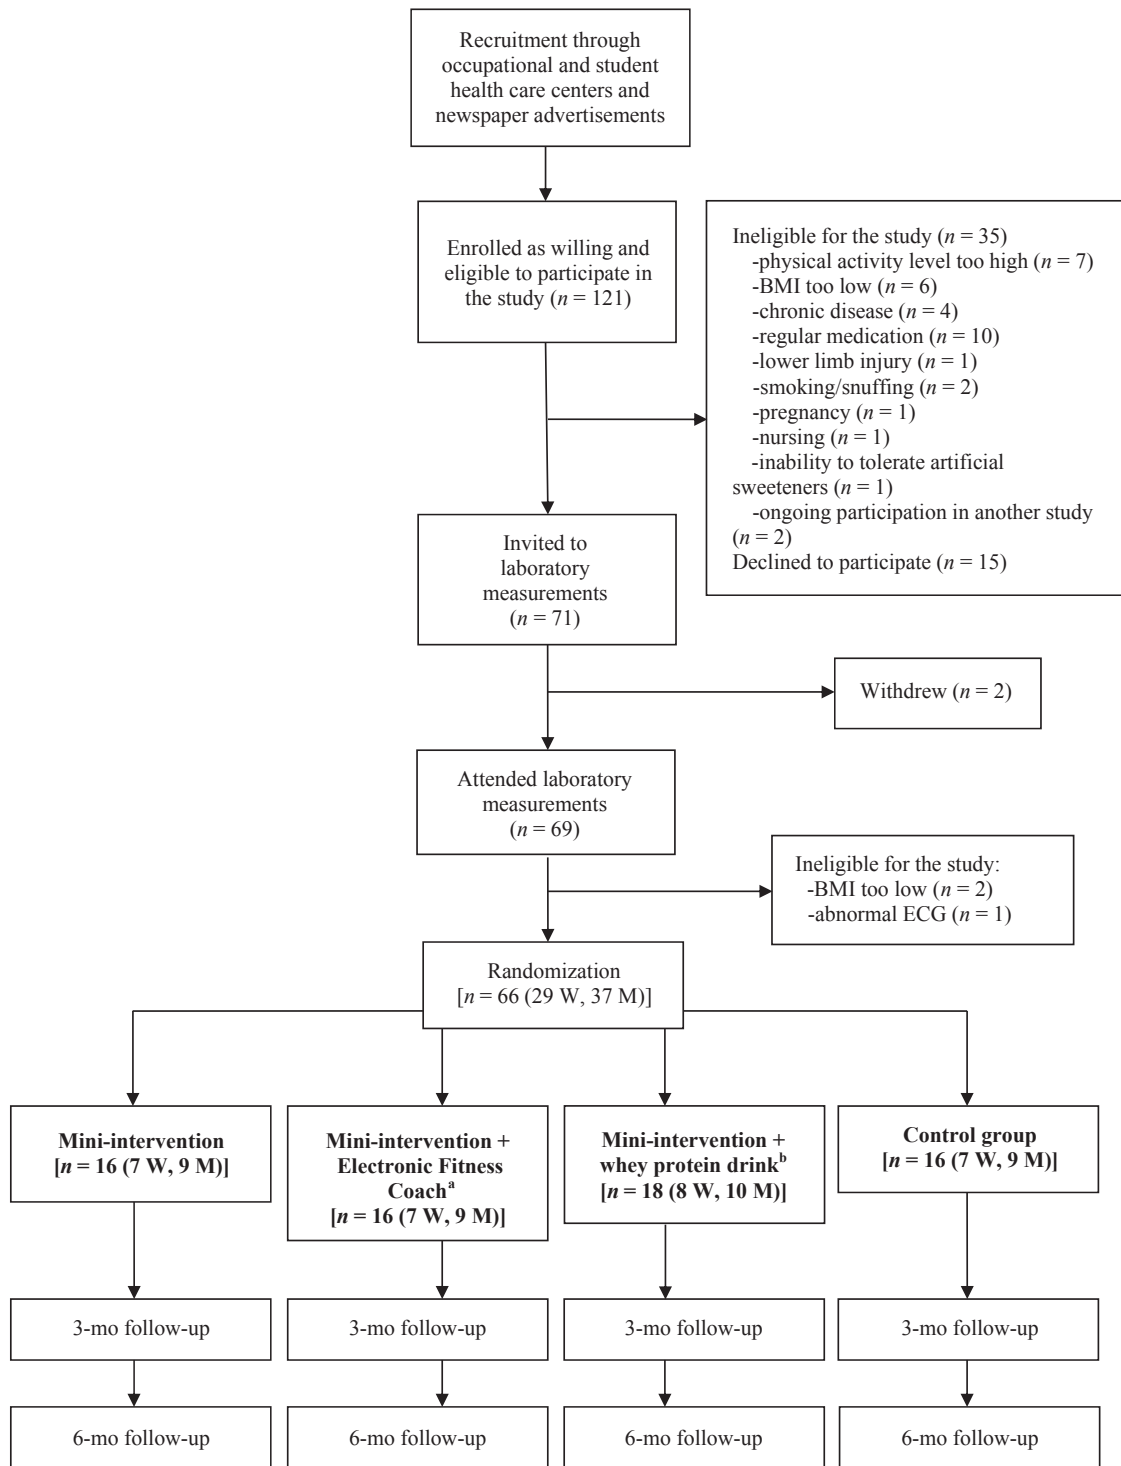 Recruitment through
occupational and student
health care centers and
newspaper advertisements
Enrolled as willing and
eligible to participate in
the study (n = 121)
Ineligible for the study (n = 35)
-physical activity level too high (n = 7)
-BMI too low (n = 6)
-chronic disease (n = 4)
-regular medication (n = 10)
-lower limb injury (n = 1)
-smoking/snuffing (n = 2)
-pregnancy (n = 1)
-nursing (n = 1)
-inability to tolerate artificial
sweeteners (n = 1)
-ongoing participation in another study
(n = 2)
Declined to participate (n = 15)
Invited to
laboratory
measurements
(n = 71)
Withdrew (n = 2)
Attended laboratory
measurements
(n = 69)
Ineligible for the study:
-BMI too low (n = 2)
-abnormal ECG (n = 1)
Randomization
[n = 66 (29 W, 37 M)]
Mini-intervention
[n = 16 (7 W, 9 M)]
Mini-intervention +
Electronic Fitness
Coachᵃ
[n = 16 (7 W, 9 M)]
Mini-intervention +
whey protein drinkᵇ
[n = 18 (8 W, 10 M)]
Control group
[n = 16 (7 W, 9 M)]
3-mo follow-up
3-mo follow-up
3-mo follow-up
3-mo follow-up
6-mo follow-up
6-mo follow-up
6-mo follow-up
6-mo follow-up